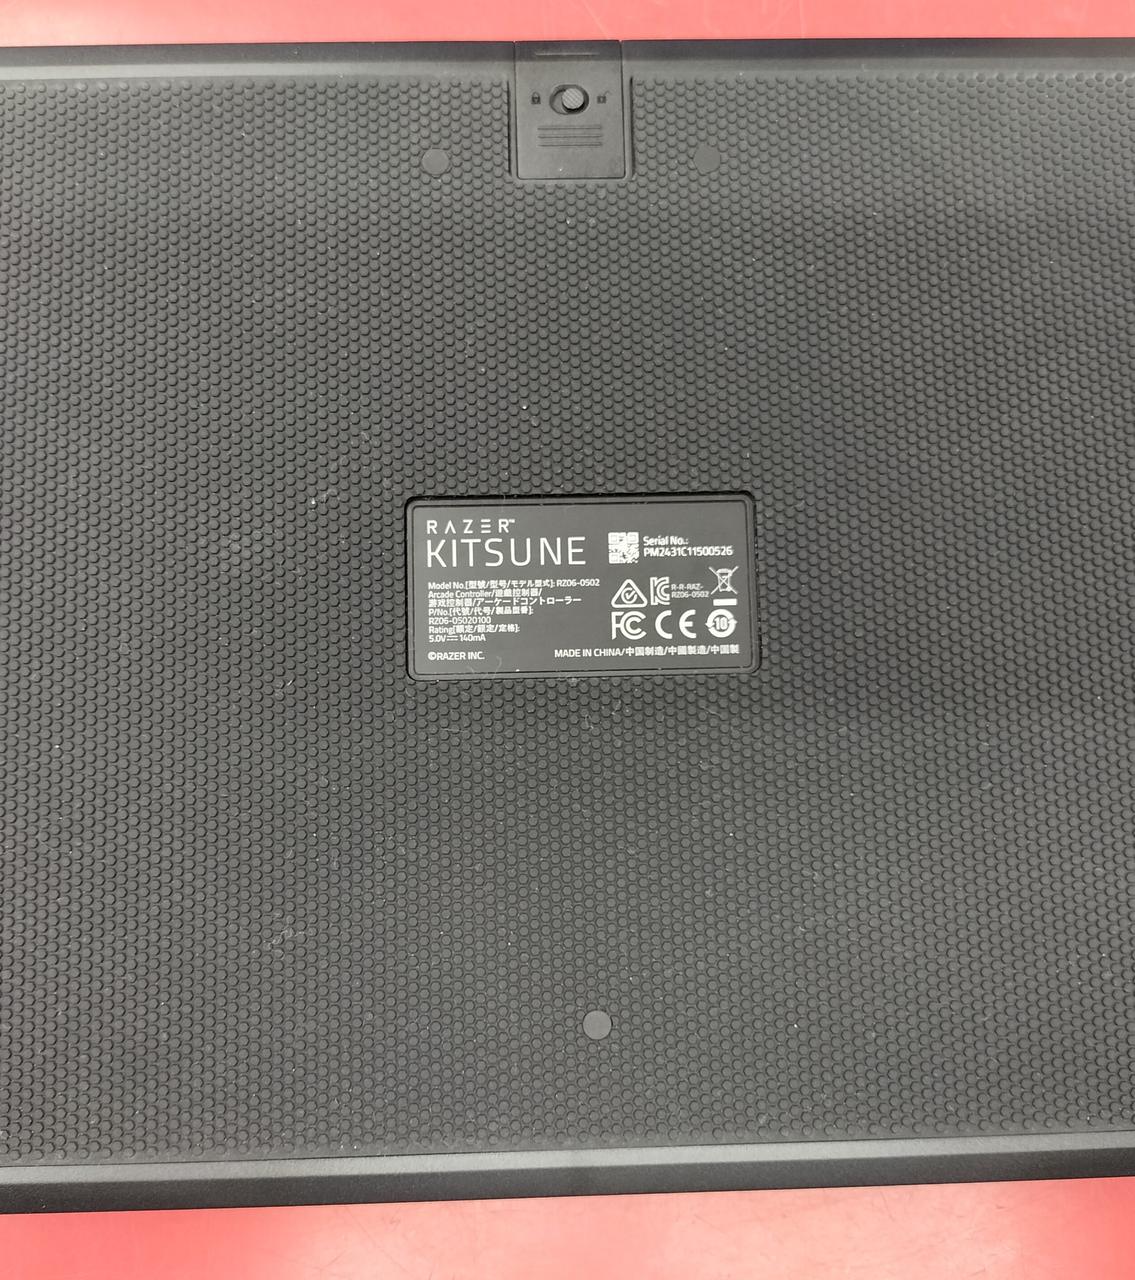 RAZER™
KITSUNE
Serial No.:
PM2431C11500526
Model No.[型號/型号/モデル型式]: RZ06-0502
Arcade Controller/遊戲控制器/
游戏控制器/アーケードコントローラー
P/No.[代號/代号/製品型番]:
RZ06-05020100
Rating[額定/额定/定格]:
5.0V⎓ 140mA
R-R-RAZ-
RZ06-0502
FC CE 10
©RAZER INC.
MADE IN CHINA/中国制造/中國製造/中国製